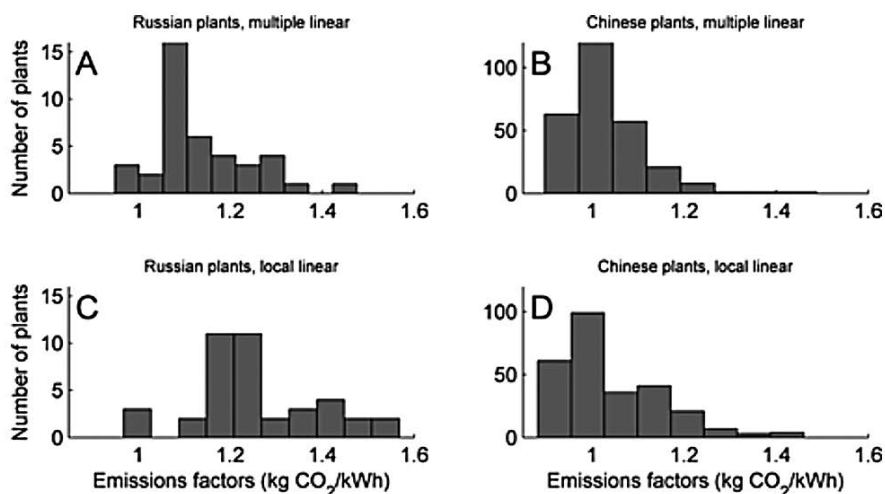 Russian plants, multiple linear
Chinese plants, multiple linear
Number of plants
15
10
5
0
A
1
1.2
1.4
1.6
100
50
0
B
1
1.2
1.4
1.6
Russian plants, local linear
Chinese plants, local linear
Number of plants
15
10
5
0
C
1
1.2
1.4
1.6
Emissions factors (kg CO₂/kWh)
100
50
0
D
1
1.2
1.4
1.6
Emissions factors (kg CO₂/kWh)